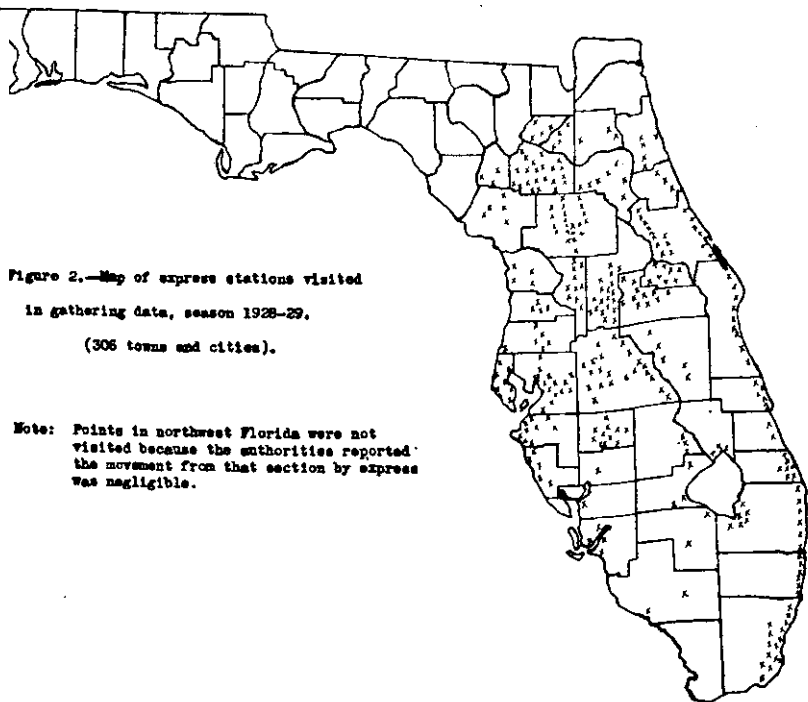 Figure 2.—Map of express stations visited
in gathering data, season 1928-29.
(306 towns and cities).
Note: Points in northwest Florida were not
visited because the authorities reported
the movement from that section by express
was negligible.